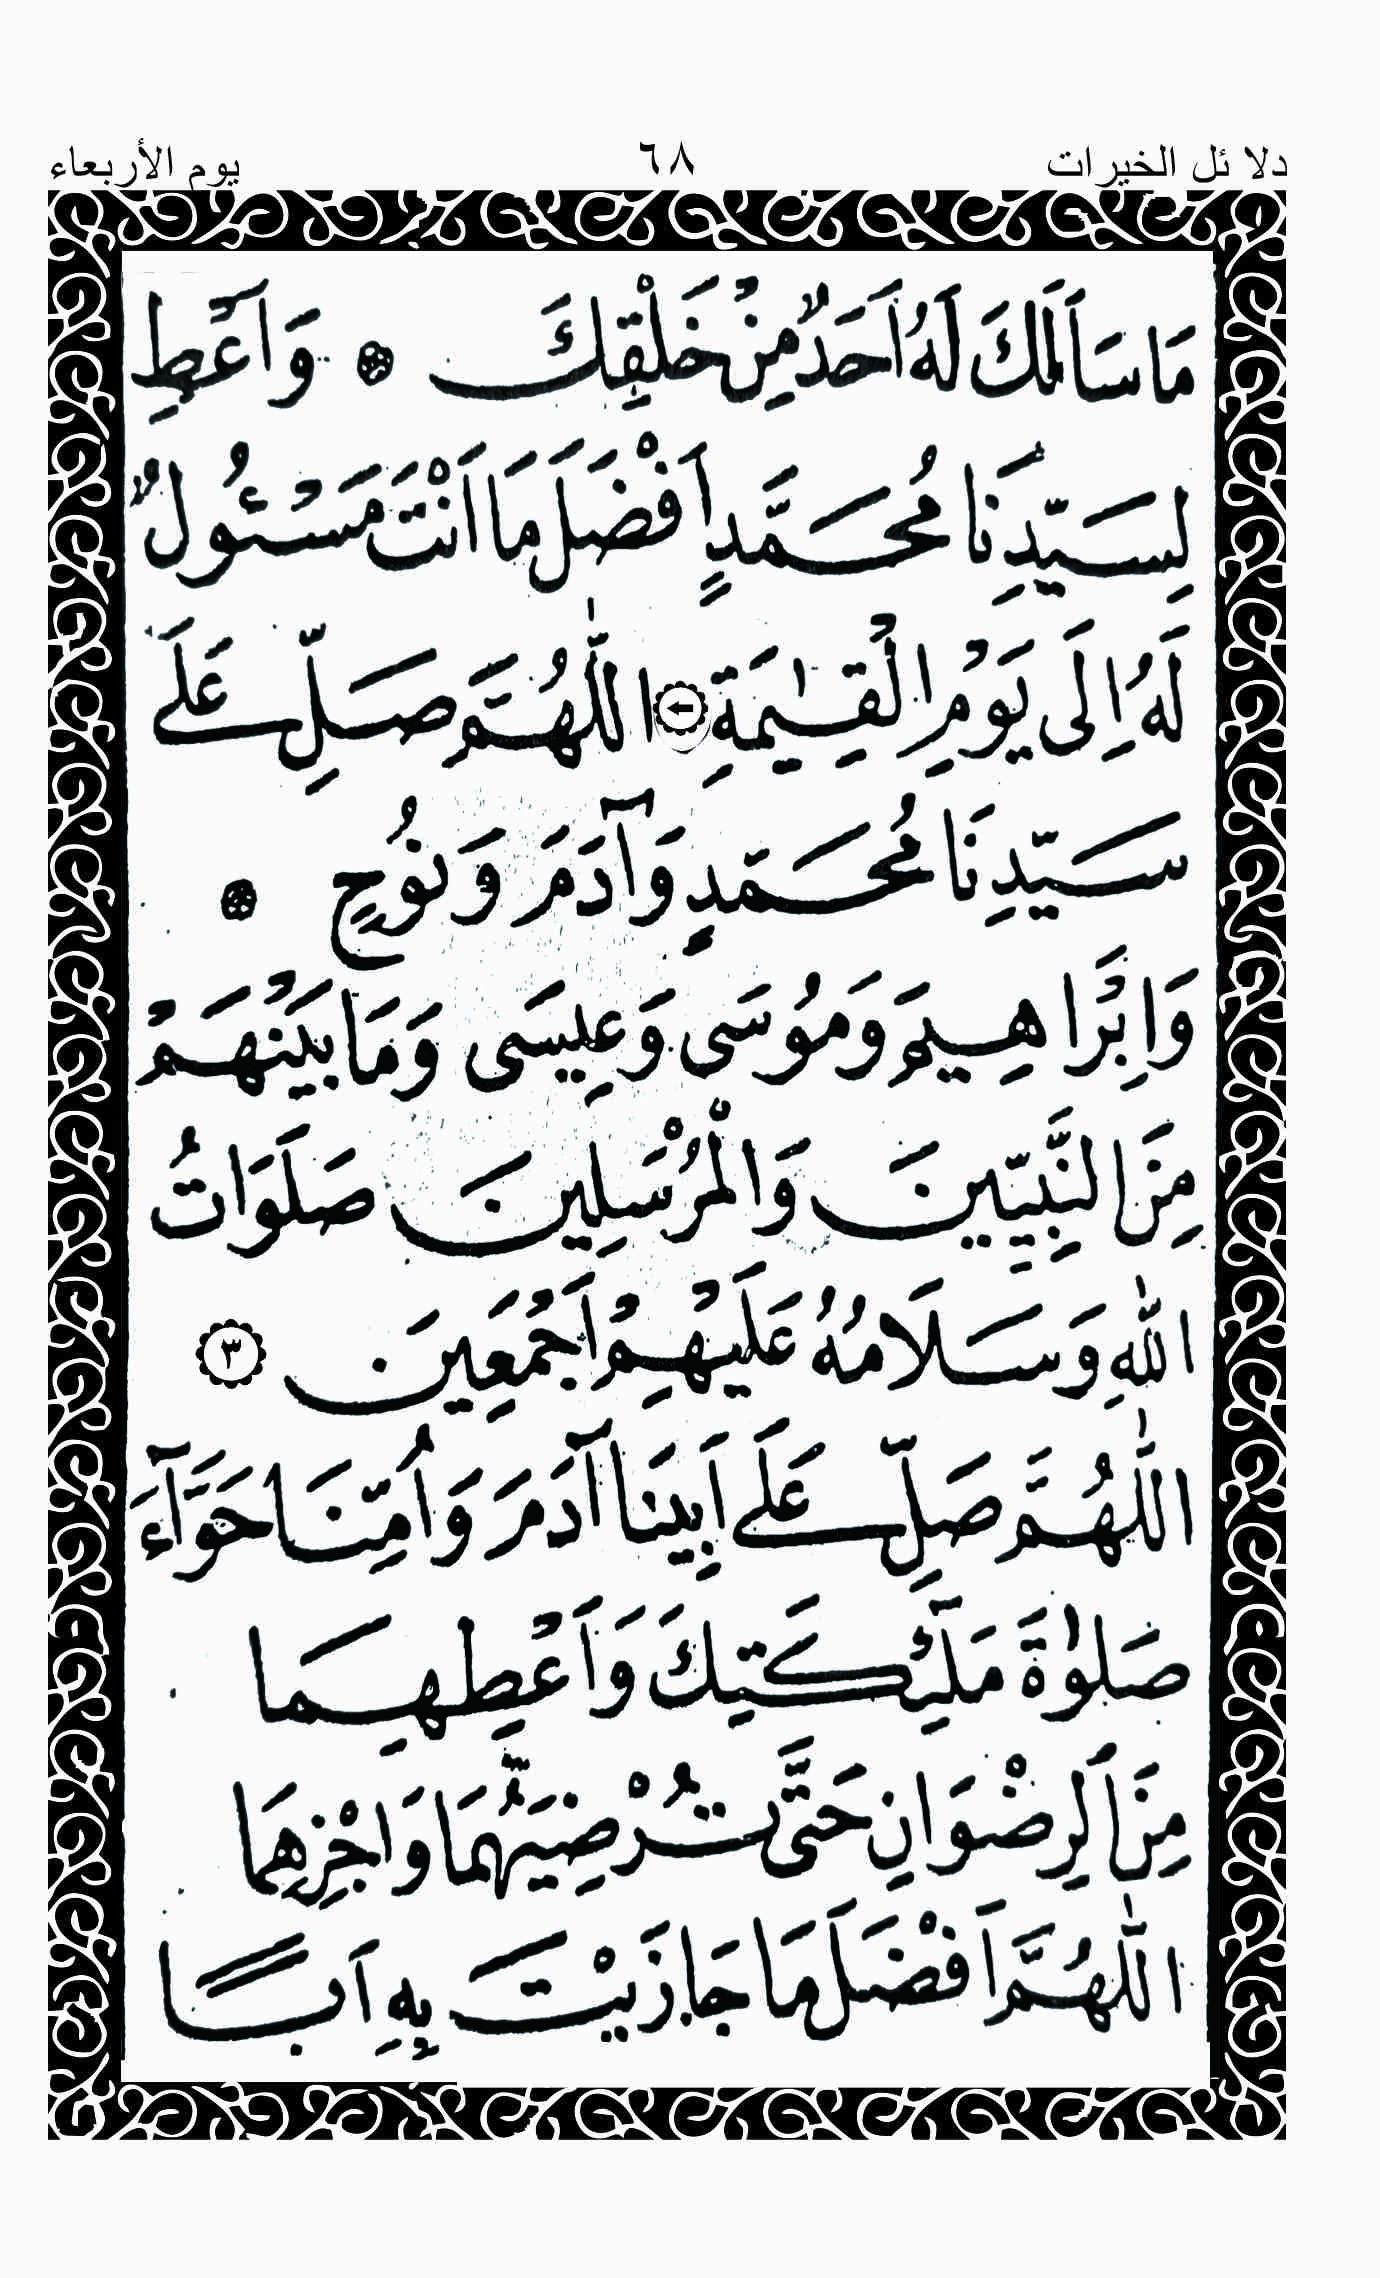 دلا ئل الخيرات ٦٨ يوم الأربعاء
مَا سَاَلَكَ لَهُ اَحَدٌ مِنْ خَلْقِكَ ۞ وَاَعْطِ
لِسَيِّدِنَا مُحَمَّدٍ اَفْضَلَ مَا اَنْتَ مَسْئُولٌ
لَهُ اِلَى يَوْمِ الْقِيٰمَةِ اَللّٰهُمَّ صَلِّ عَلَى
سَيِّدِنَا مُحَمَّدٍ وَآدَمَ وَنُوحٍ ۞
وَاِبْرَاهِيمَ وَمُوسَى وَعِيسَى وَمَا بَيْنَهُمْ
مِنَ النَّبِيِّينَ وَالْمُرْسَلِينَ صَلَوَاتُ
اللّٰهِ وَسَلَامُهُ عَلَيْهِمْ اَجْمَعِينَ ٣
اَللّٰهُمَّ صَلِّ عَلَى اَبِينَا آدَمَ وَاُمِّنَا حَوَّآءَ
صَلٰوةَ مَلٰٓئِكَتِكَ وَاَعْطِهِمَا
مِنَ الرِّضْوَانِ حَتَّى تُرْضِيَهُمَا وَاجْزِهِمَا
اَللّٰهُمَّ اَفْضَلَ مَا جَازَيْتَ بِهِ اَبًا